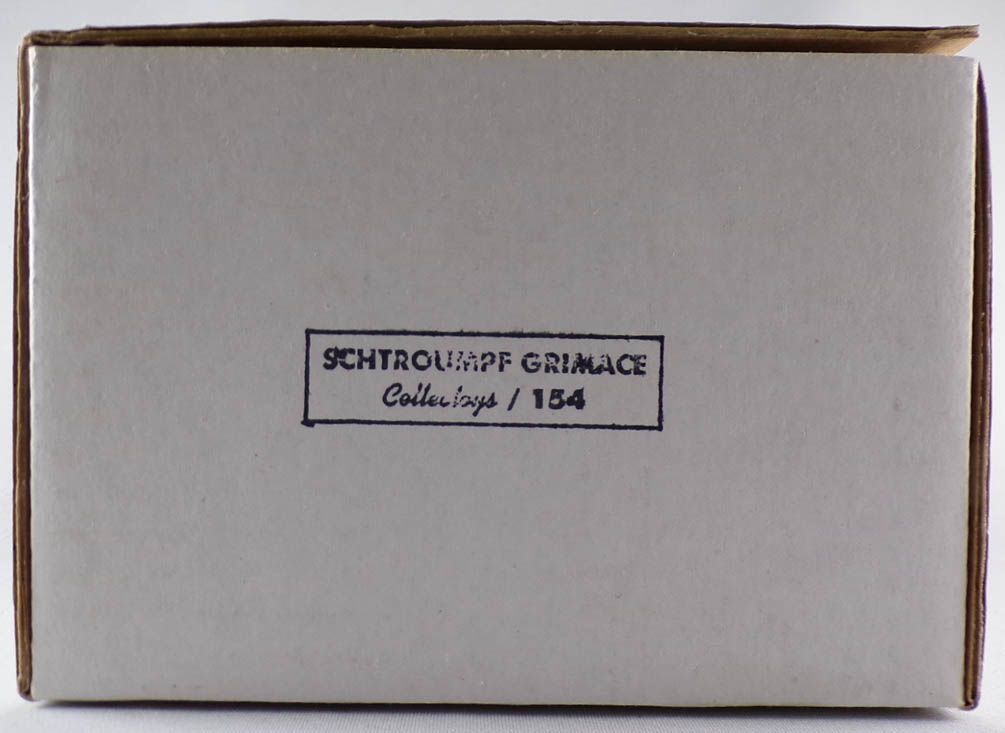 SCHTROUMPF GRIMACE
Collectoys / 154